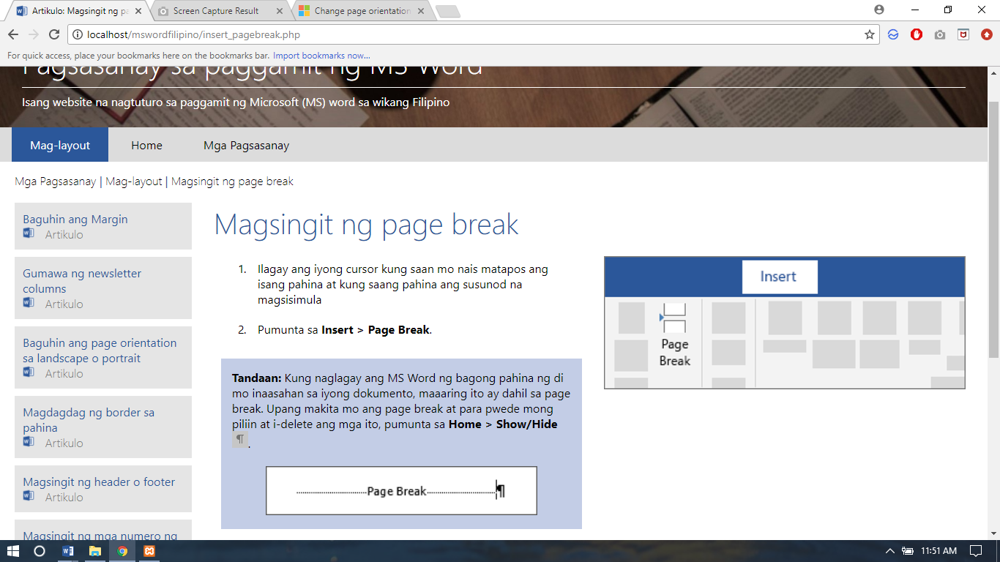 Artikulo: Magsingit ng pa
Screen Capture Result
Change page orientation
localhost/mswordfilipino/insert_pagebreak.php
For quick access, place your bookmarks here on the bookmarks bar. Import bookmarks now...
Pagsasanay sa paggamit ng MS Word
Isang website na nagtuturo sa paggamit ng Microsoft (MS) word sa wikang Filipino
Mag-layout Home Mga Pagsasanay
Mga Pagsasanay | Mag-layout | Magsingit ng page break
Baguhin ang Margin
Artikulo
Gumawa ng newsletter
columns
Artikulo
Baguhin ang page orientation
sa landscape o portrait
Artikulo
Magdagdag ng border sa
pahina
Artikulo
Magsingit ng header o footer
Artikulo
Magsingit ng mga numero ng
Magsingit ng page break
1. Ilagay ang iyong cursor kung saan mo nais matapos ang
isang pahina at kung saang pahina ang susunod na
magsisimula
2. Pumunta sa Insert > Page Break.
Tandaan: Kung naglagay ang MS Word ng bagong pahina ng di
mo inaasahan sa iyong dokumento, maaaring ito ay dahil sa page
break. Upang makita mo ang page break at para pwede mong
piliin at i-delete ang mga ito, pumunta sa Home > Show/Hide
¶.
Page Break ¶
Insert
Page
Break
11:51 AM